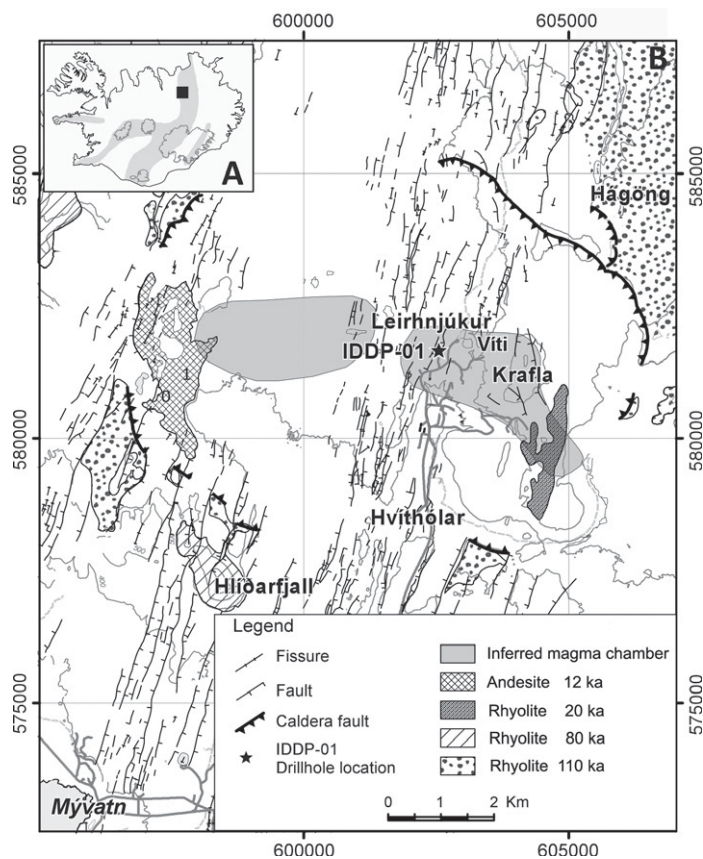 600000
605000
A
B
585000
585000
Hágöng
Leirhnjúkur
IDDP-01
Víti
Krafla
1
0
580000
580000
Hvíthólar
500
Hlíðarfjall
Legend
Fissure
Fault
Caldera fault
IDDP-01
Drillhole location
Inferred magma chamber
Andesite 12 ka
Rhyolite 20 ka
Rhyolite 80 ka
Rhyolite 110 ka
575000
575000
0 1 2 Km
Mývatn
600000
605000